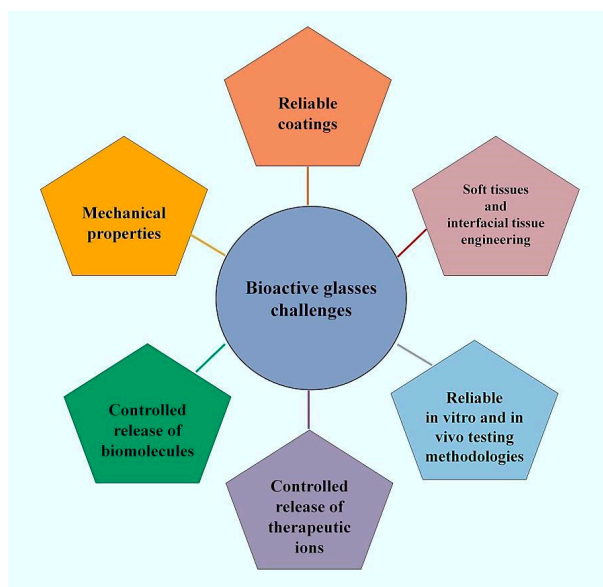 Reliable
coatings
Soft tissues
and
interfacial tissue
engineering
Mechanical
properties
Bioactive glasses
challenges
Controlled
release of
biomolecules
Reliable
in vitro and in
vivo testing
methodologies
Controlled
release of
therapeutic
ions